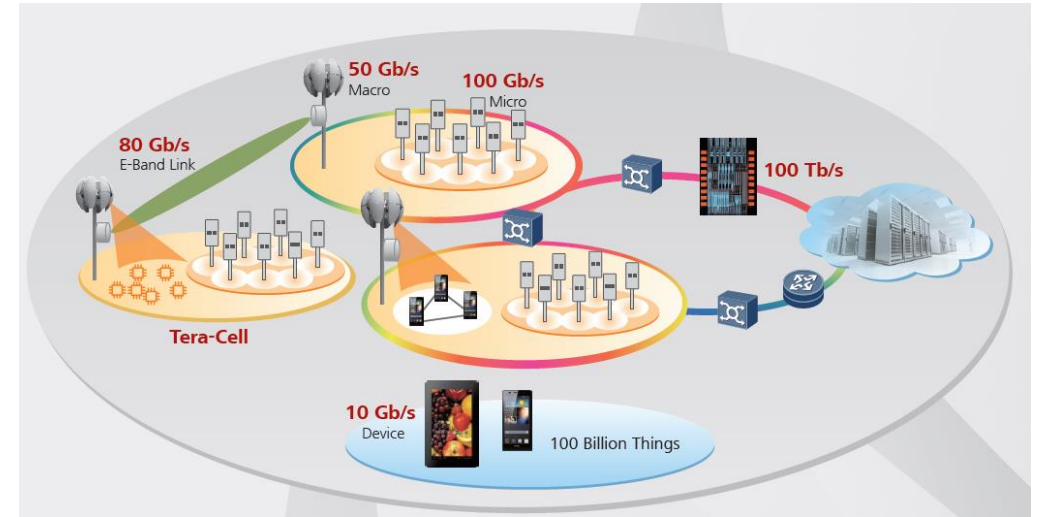 50 Gb/s
Macro
100 Gb/s
Micro
80 Gb/s
E-Band Link
100 Tb/s
Tera-Cell
10 Gb/s
Device
100 Billion Things